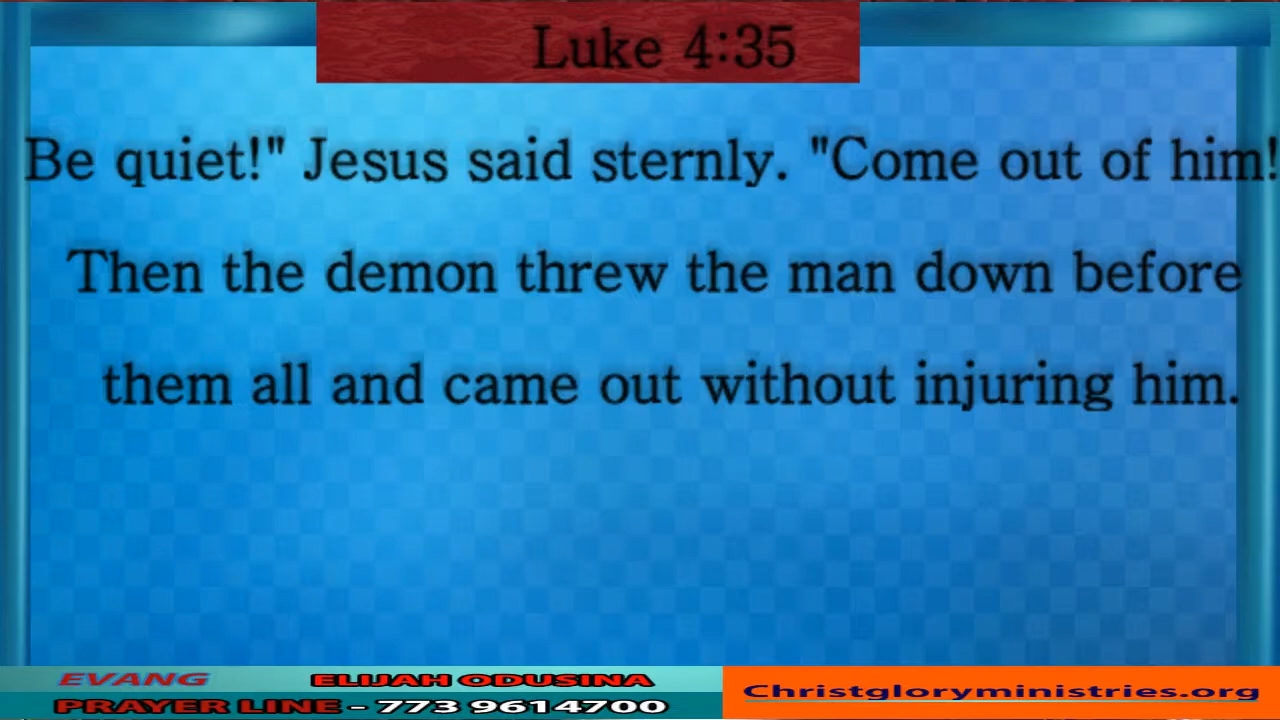 Luke 4:35
Be quiet!" Jesus said sternly. "Come out of him!
Then the demon threw the man down before
them all and came out without injuring him.
EVANG ELIJAH ODUSINA
PRAYER LINE - 773 9614700
Christgloryministries.org